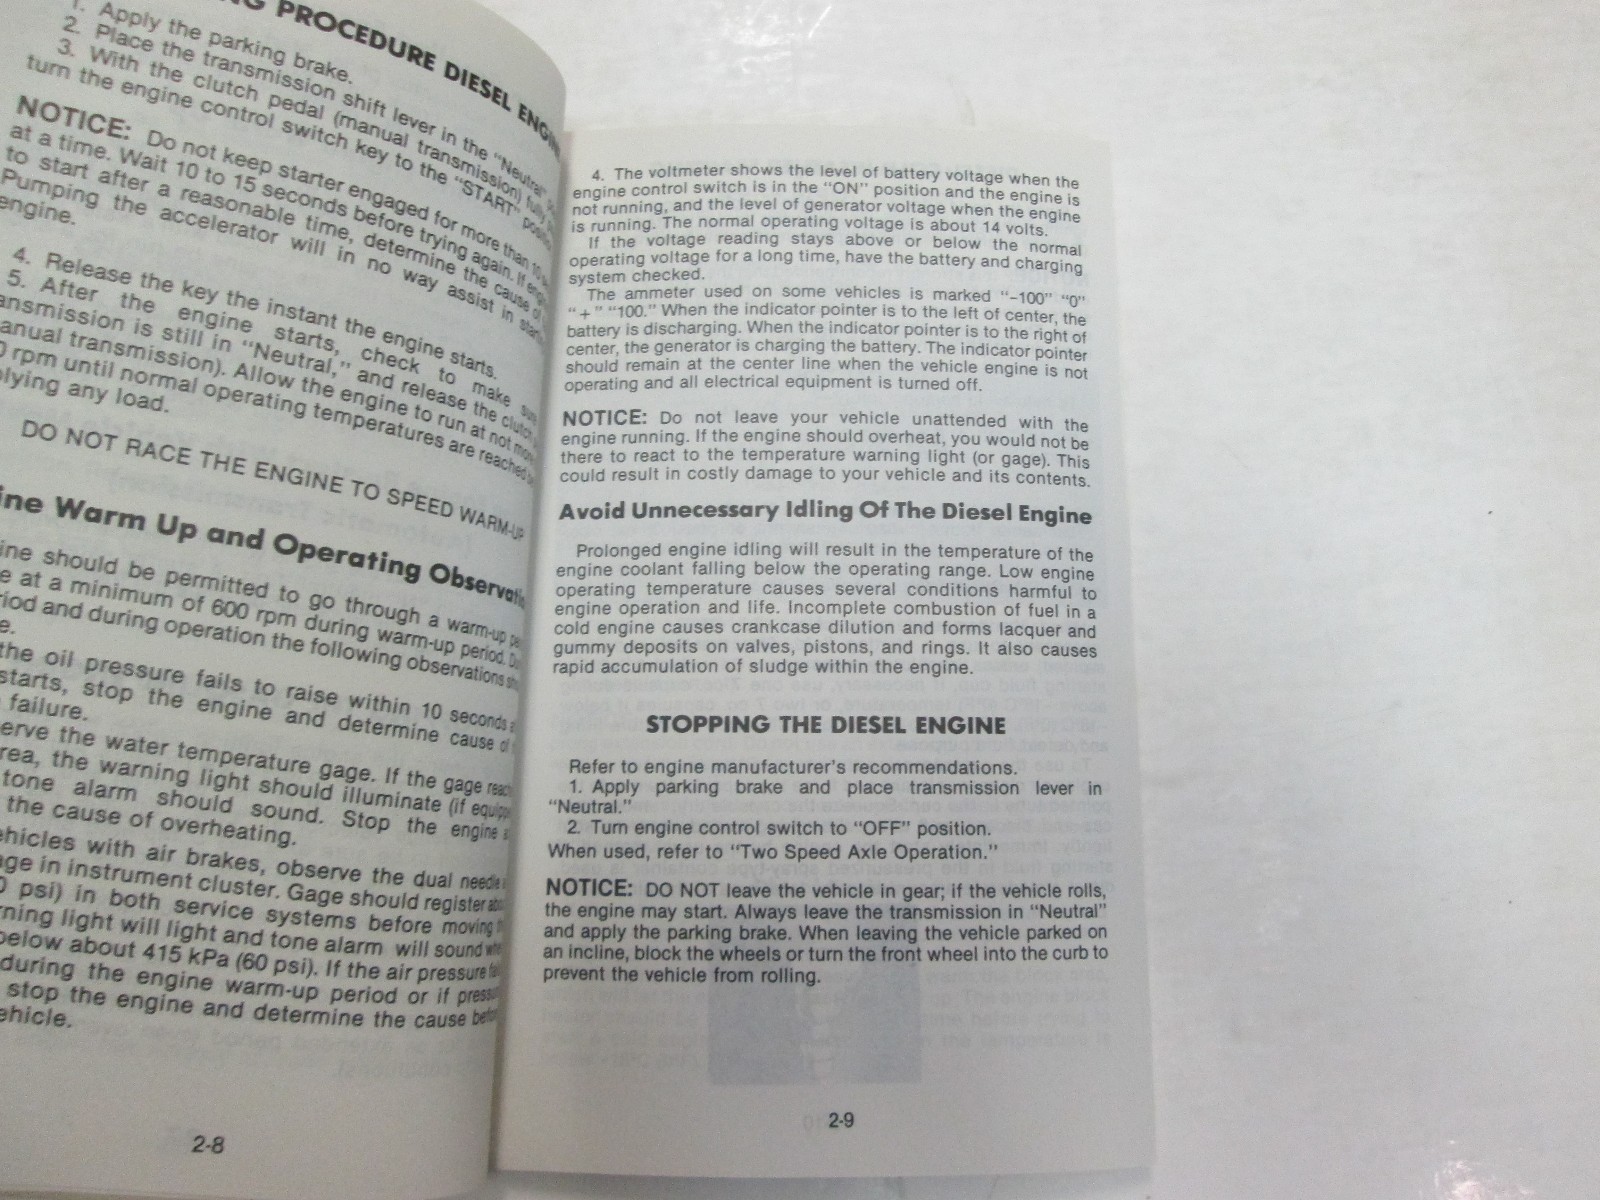 PROCEDURE DIESEL
1. Apply the parking brake.
2. Place the transmission shift lever in the "Neutral"
3. With the clutch pedal (manual transmission) fully
turn the engine control switch key to the "START"
NOTICE: Do not keep starter engaged for more than 10
at a time. Wait 10 to 15 seconds before trying again. If
to start after a reasonable time, determine the cause of
Pumping the accelerator will in no way assist in
engine.
4. Release the key the instant the engine starts.
5. After the engine starts, check to make sure
is still in "Neutral," and release the clutch
transmission). Allow the engine to run at not more
rpm until normal operating temperatures are reached
any load.
DO NOT RACE THE ENGINE TO SPEED WARM-UP
Warm Up and Operating
should be permitted to go through a warm-up
at a minimum of 600 rpm during warm-up period.
and during operation the following observations
the oil pressure fails to raise within 10 seconds
starts, stop the engine and determine cause of
failure.
the water temperature gage. If the gage
the warning light should illuminate (if
tone alarm should sound. Stop the engine
the cause of overheating.
with air brakes, observe the dual needle
in instrument cluster. Gage should register
psi) in both service systems before moving
light will light and tone alarm will sound
below about 415 kPa (60 psi). If the air pressure
during the engine warm-up period or if
stop the engine and determine the cause
2-8
4. The voltmeter shows the level of battery voltage when the
engine control switch is in the "ON" position and the engine is
not running, and the level of generator voltage when the engine
is running. The normal operating voltage is about 14 volts.
If the voltage reading stays above or below the normal
operating voltage for a long time, have the battery and charging
system checked.
The ammeter used on some vehicles is marked "-100" "0"
"+" "100." When the indicator pointer is to the left of center, the
battery is discharging. When the indicator pointer is to the right of
center, the generator is charging the battery. The indicator pointer
should remain at the center line when the vehicle engine is not
operating and all electrical equipment is turned off.
NOTICE: Do not leave your vehicle unattended with the
engine running. If the engine should overheat, you would not be
there to react to the temperature warning light (or gage). This
could result in costly damage to your vehicle and its contents.
Avoid Unnecessary Idling Of The Diesel Engine
Prolonged engine idling will result in the temperature of the
engine coolant falling below the operating range. Low engine
operating temperature causes several conditions harmful to
engine operation and life. Incomplete combustion of fuel in a
cold engine causes crankcase dilution and forms lacquer and
gummy deposits on valves, pistons, and rings. It also causes
rapid accumulation of sludge within the engine.
STOPPING THE DIESEL ENGINE
Refer to engine manufacturer's recommendations.
1. Apply parking brake and place transmission lever in
"Neutral."
2. Turn engine control switch to "OFF" position.
When used, refer to "Two Speed Axle Operation."
NOTICE: DO NOT leave the vehicle in gear; if the vehicle rolls,
the engine may start. Always leave the transmission in "Neutral"
and apply the parking brake. When leaving the vehicle parked on
an incline, block the wheels or turn the front wheel into the curb to
prevent the vehicle from rolling.
2-9